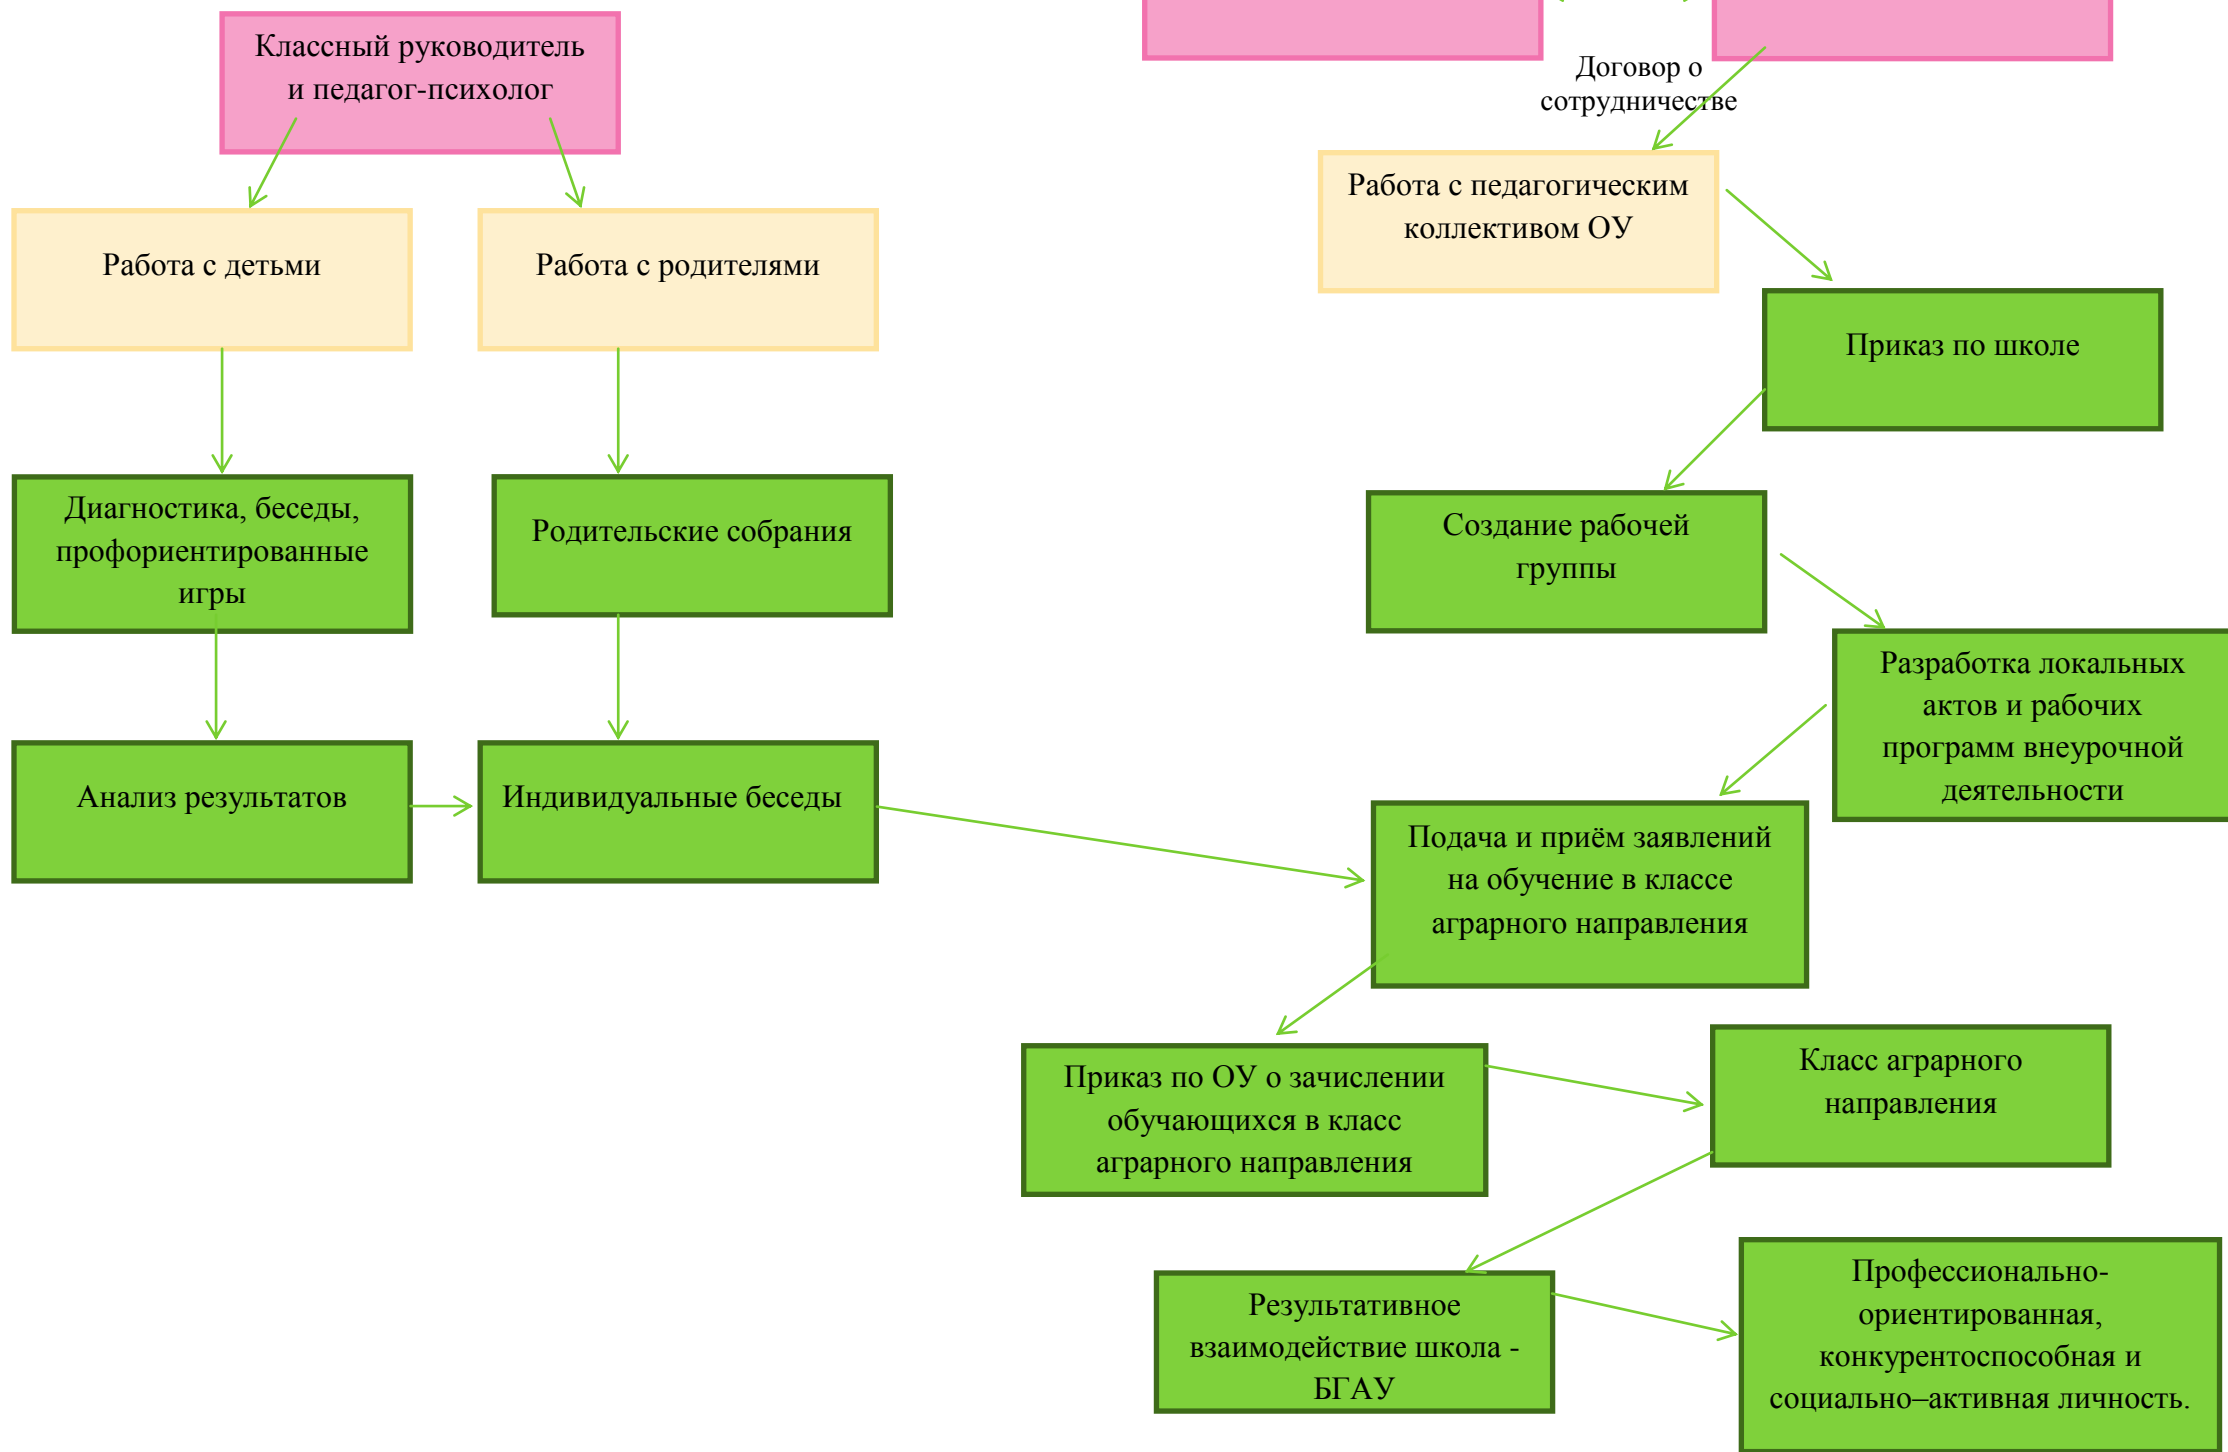 Классный руководитель
и педагог-психолог
Договор о
сотрудничестве
Работа с педагогическим
коллективом ОУ
Работа с детьми
Работа с родителями
Приказ по школе
Диагностика, беседы,
профориентированные
игры
Родительские собрания
Создание рабочей
группы
Разработка локальных
актов и рабочих
программ внеурочной
деятельности
Анализ результатов
Индивидуальные беседы
Подача и приём заявлений
на обучение в классе
аграрного направления
Приказ по ОУ о зачислении
обучающихся в класс
аграрного направления
Класс аграрного
направления
Результативное
взаимодействие школа -
БГАУ
Профессионально-
ориентированная,
конкурентоспособная и
социально–активная личность.